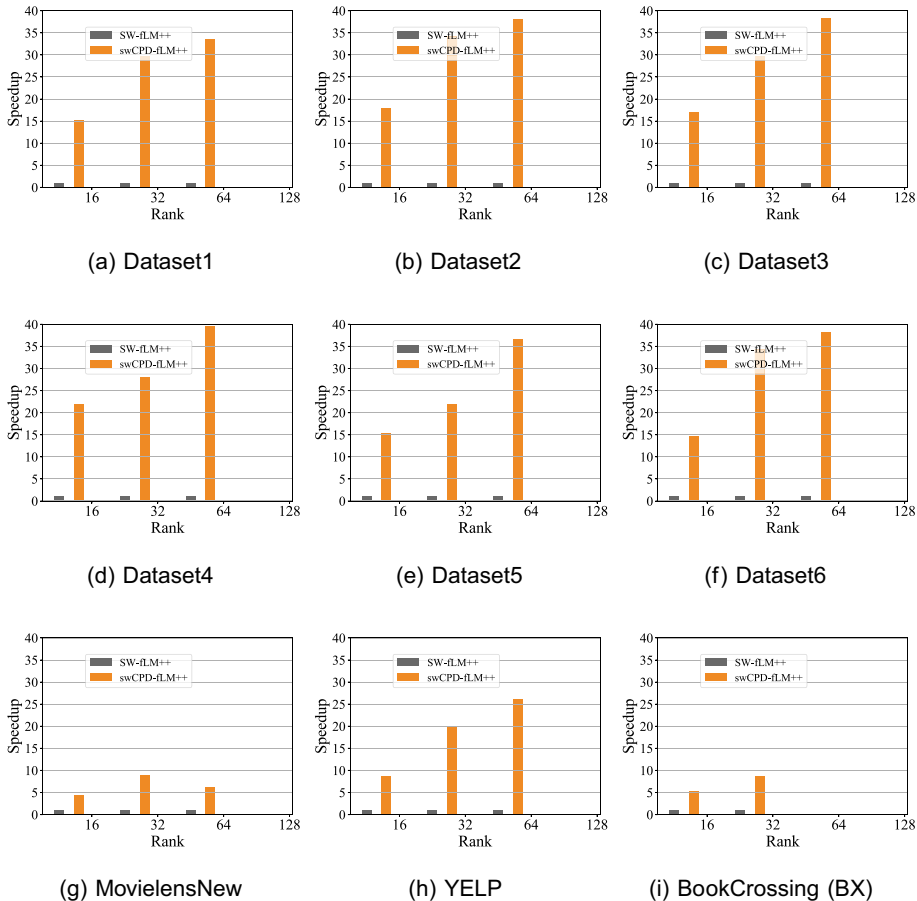 40
35
30
25
20
15
10
5
0
Speedup
SW-fLM++
swCPD-fLM++
16 32 64 128
Rank
(a) Dataset1
40
35
30
25
20
15
10
5
0
Speedup
SW-fLM++
swCPD-fLM++
16 32 64 128
Rank
(b) Dataset2
40
35
30
25
20
15
10
5
0
Speedup
SW-fLM++
swCPD-fLM++
16 32 64 128
Rank
(c) Dataset3
40
35
30
25
20
15
10
5
0
Speedup
SW-fLM++
swCPD-fLM++
16 32 64 128
Rank
(d) Dataset4
40
35
30
25
20
15
10
5
0
Speedup
SW-fLM++
swCPD-fLM++
16 32 64 128
Rank
(e) Dataset5
40
35
30
25
20
15
10
5
0
Speedup
SW-fLM++
swCPD-fLM++
16 32 64 128
Rank
(f) Dataset6
40
35
30
25
20
15
10
5
0
Speedup
SW-fLM++
swCPD-fLM++
16 32 64 128
Rank
(g) MovielensNew
40
35
30
25
20
15
10
5
0
Speedup
SW-fLM++
swCPD-fLM++
16 32 64 128
Rank
(h) YELP
40
35
30
25
20
15
10
5
0
Speedup
SW-fLM++
swCPD-fLM++
16 32 64 128
Rank
(i) BookCrossing (BX)